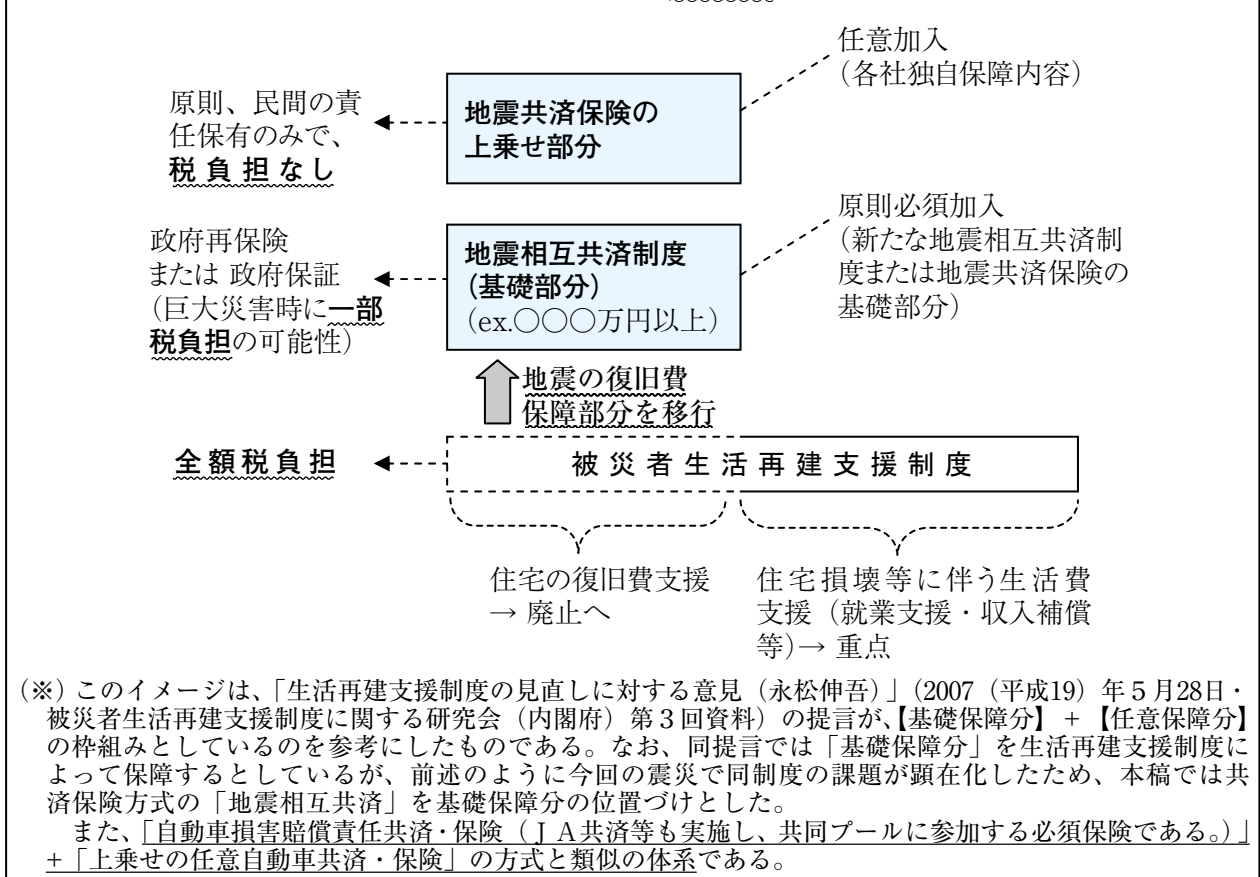 任意加入
(各社独自保障内容)
原則、民間の責
任保有のみで、
税負担なし
地震共済保険の
上乗せ部分
原則必須加入
(新たな地震相互共済制
度または地震共済保険の
基礎部分)
政府再保険
または 政府保証
(巨大災害時に一部
税負担の可能性)
地震相互共済制度
(基礎部分)
(ex.○○○万円以上)
地震の復旧費
保障部分を移行
全額税負担
被災者生活再建支援制度
住宅の復旧費支援
→ 廃止へ
住宅損壊等に伴う生活費
支援(就業支援・収入補償
等)→ 重点
(※)このイメージは、「生活再建支援制度の見直しに対する意見(永松伸吾)」(2007(平成19)年5月28日・
被災者生活再建支援制度に関する研究会(内閣府)第3回資料)の提言が、【基礎保障分】+【任意保障分】
の枠組みとしているのを参考にしたものである。なお、同提言では「基礎保障分」を生活再建支援制度に
よって保障するとしているが、前述のように今回の震災で同制度の課題が顕在化したため、本稿では共
済保険方式の「地震相互共済」を基礎保障分の位置づけとした。
また、「自動車損害賠償責任共済・保険(JA共済等も実施し、共同プールに参加する必須保険である。)」
+「上乗せの任意自動車共済・保険」の方式と類似の体系である。